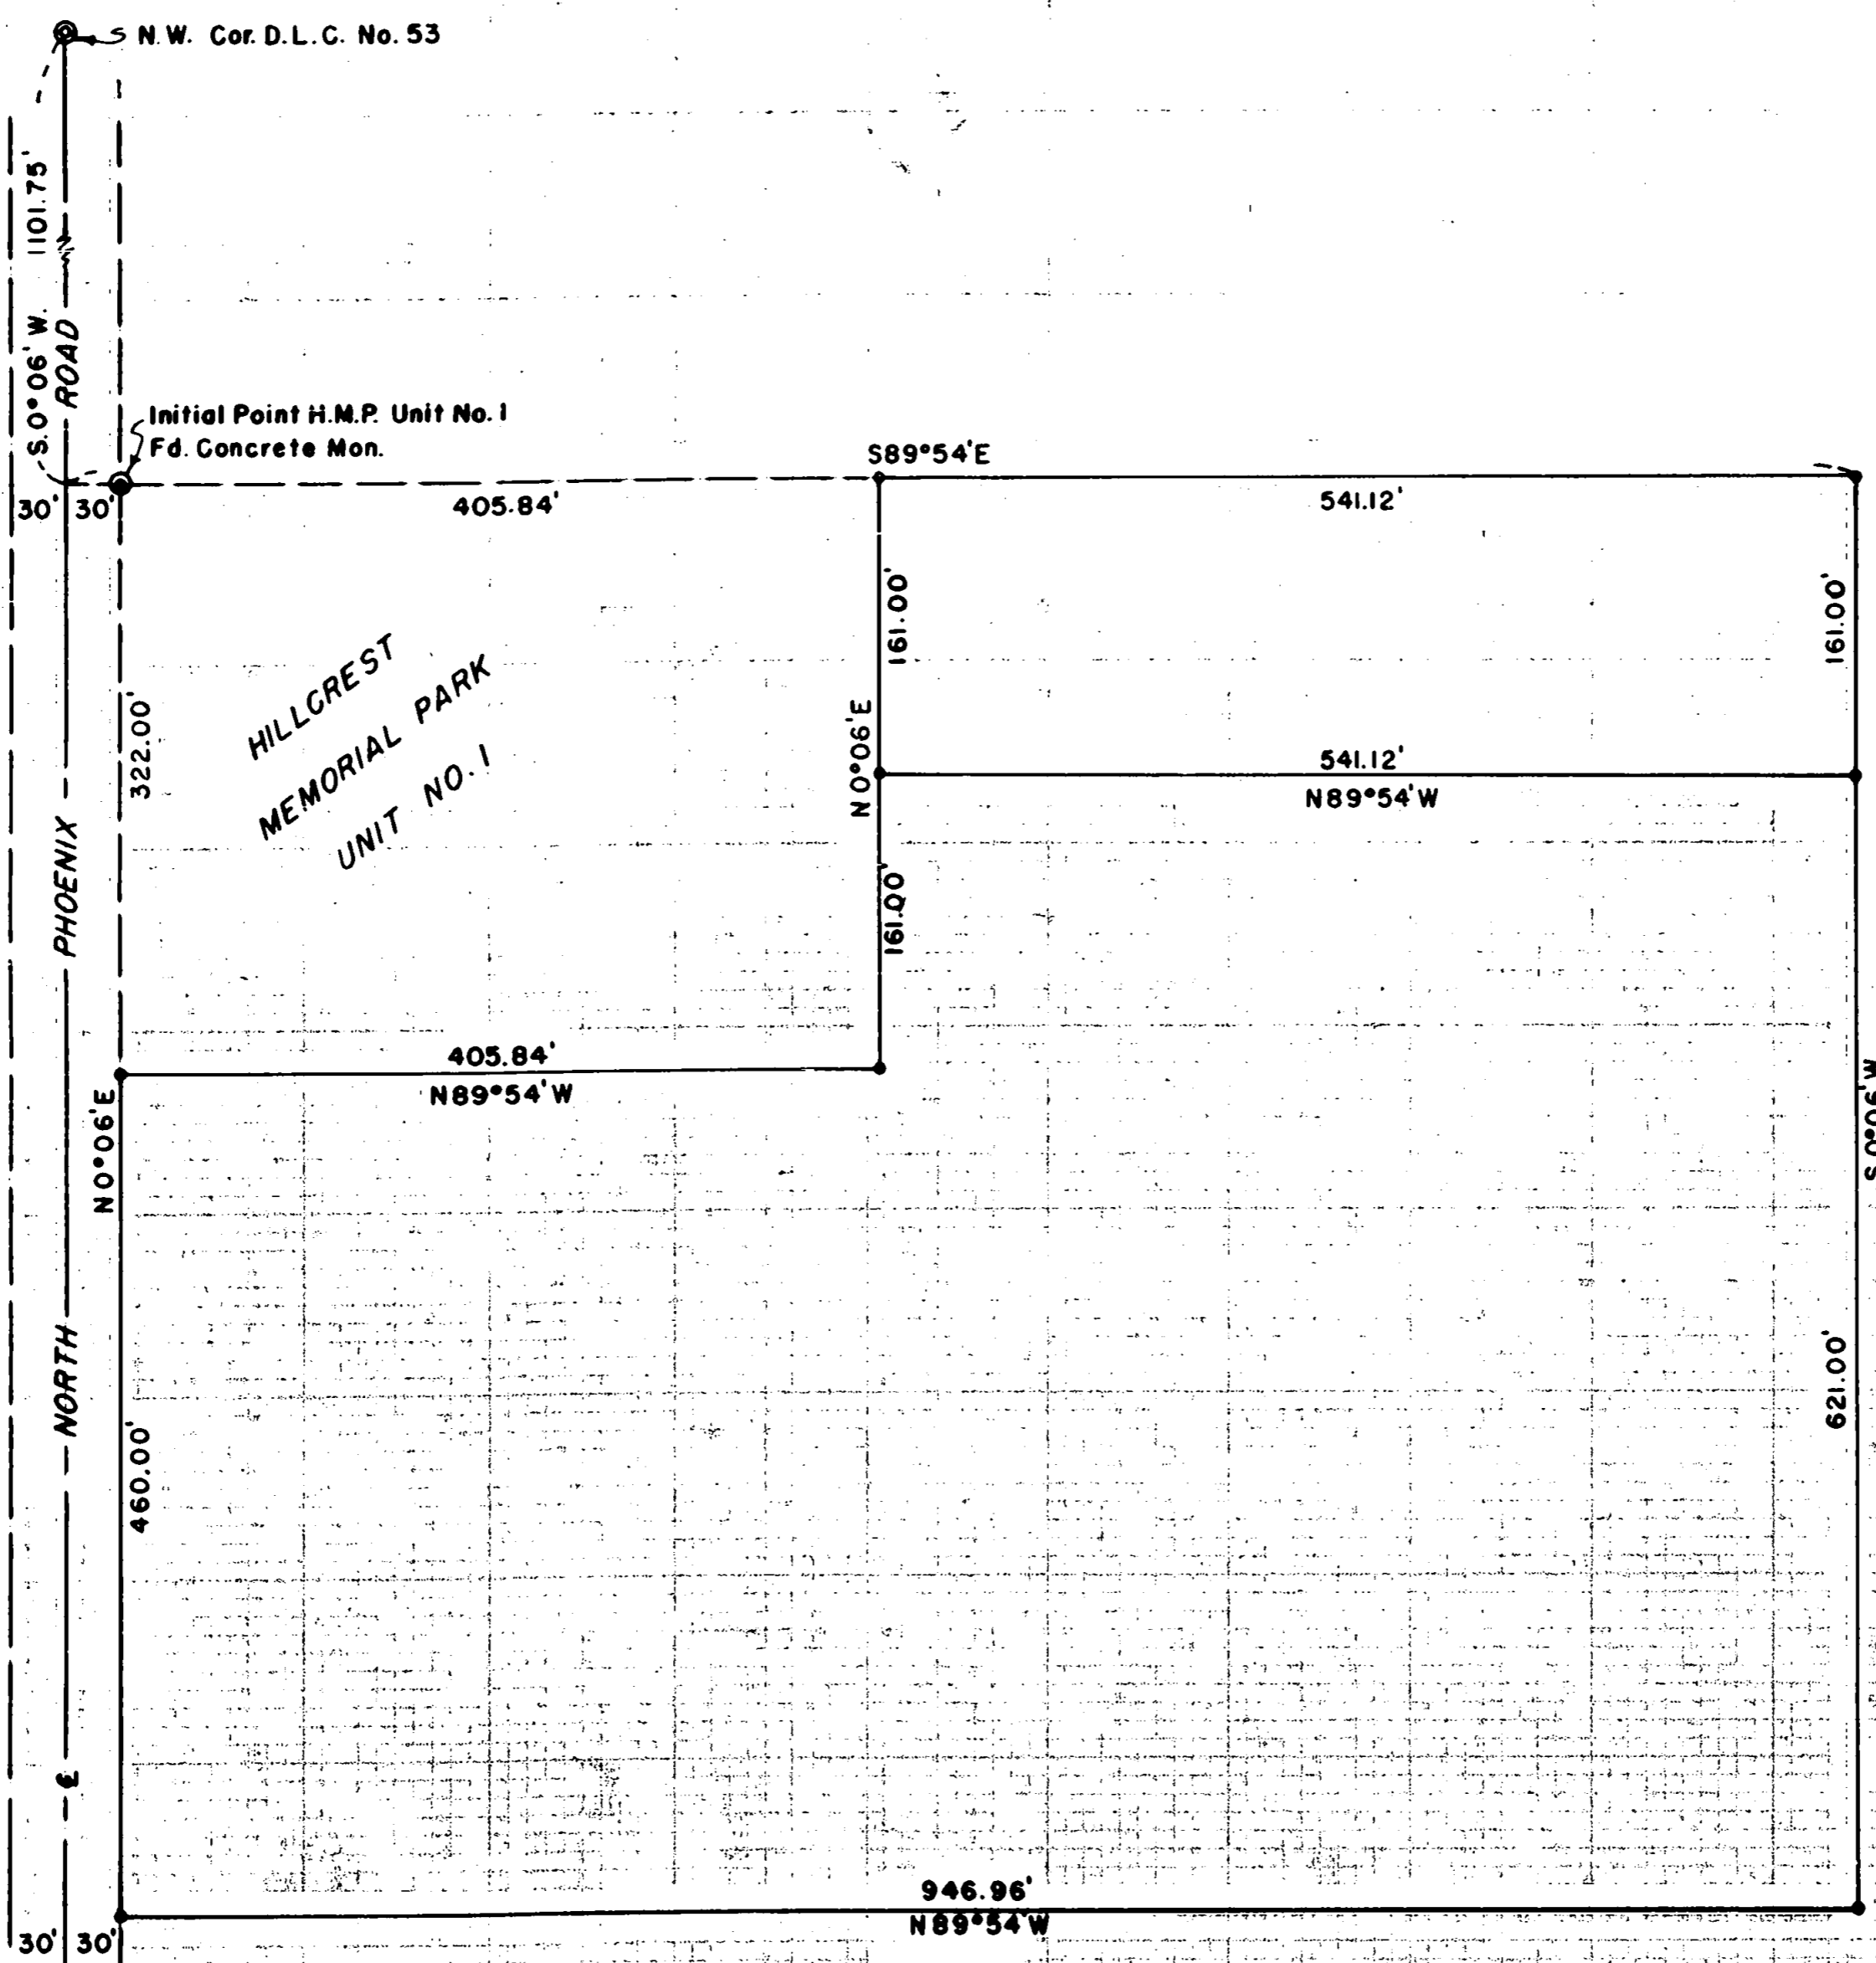 N.W. Cor. D.L.C. No. 53
S.0°06' W. 1101.75'
Initial Point H.M.P. Unit No. 1
Fd. Concrete Mon.
30' 30'
405.84'
S89°54'E
541.12'
161.00'
161.00'
HILLCREST
MEMORIAL PARK
UNIT NO. 1
322.00'
N0°06'E
541.12'
N89°54'W
161.00'
405.84'
N89°54'W
N0°06'E
S.0°06'W
NORTH PHOENIX ROAD
460.00'
621.00'
℄
946.96'
N89°54'W
30' 30'